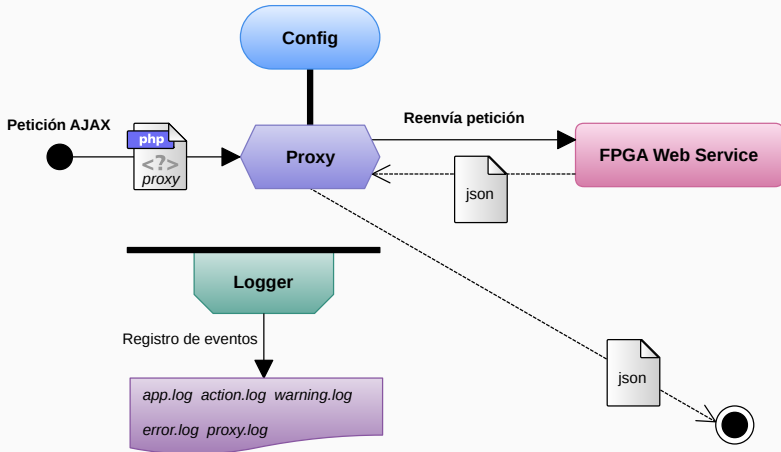 Config
Petición AJAX
php
<?>
proxy
Proxy
Reenvía petición
FPGA Web Service
json
Logger
Registro de eventos
app.log action.log warning.log
error.log proxy.log
json